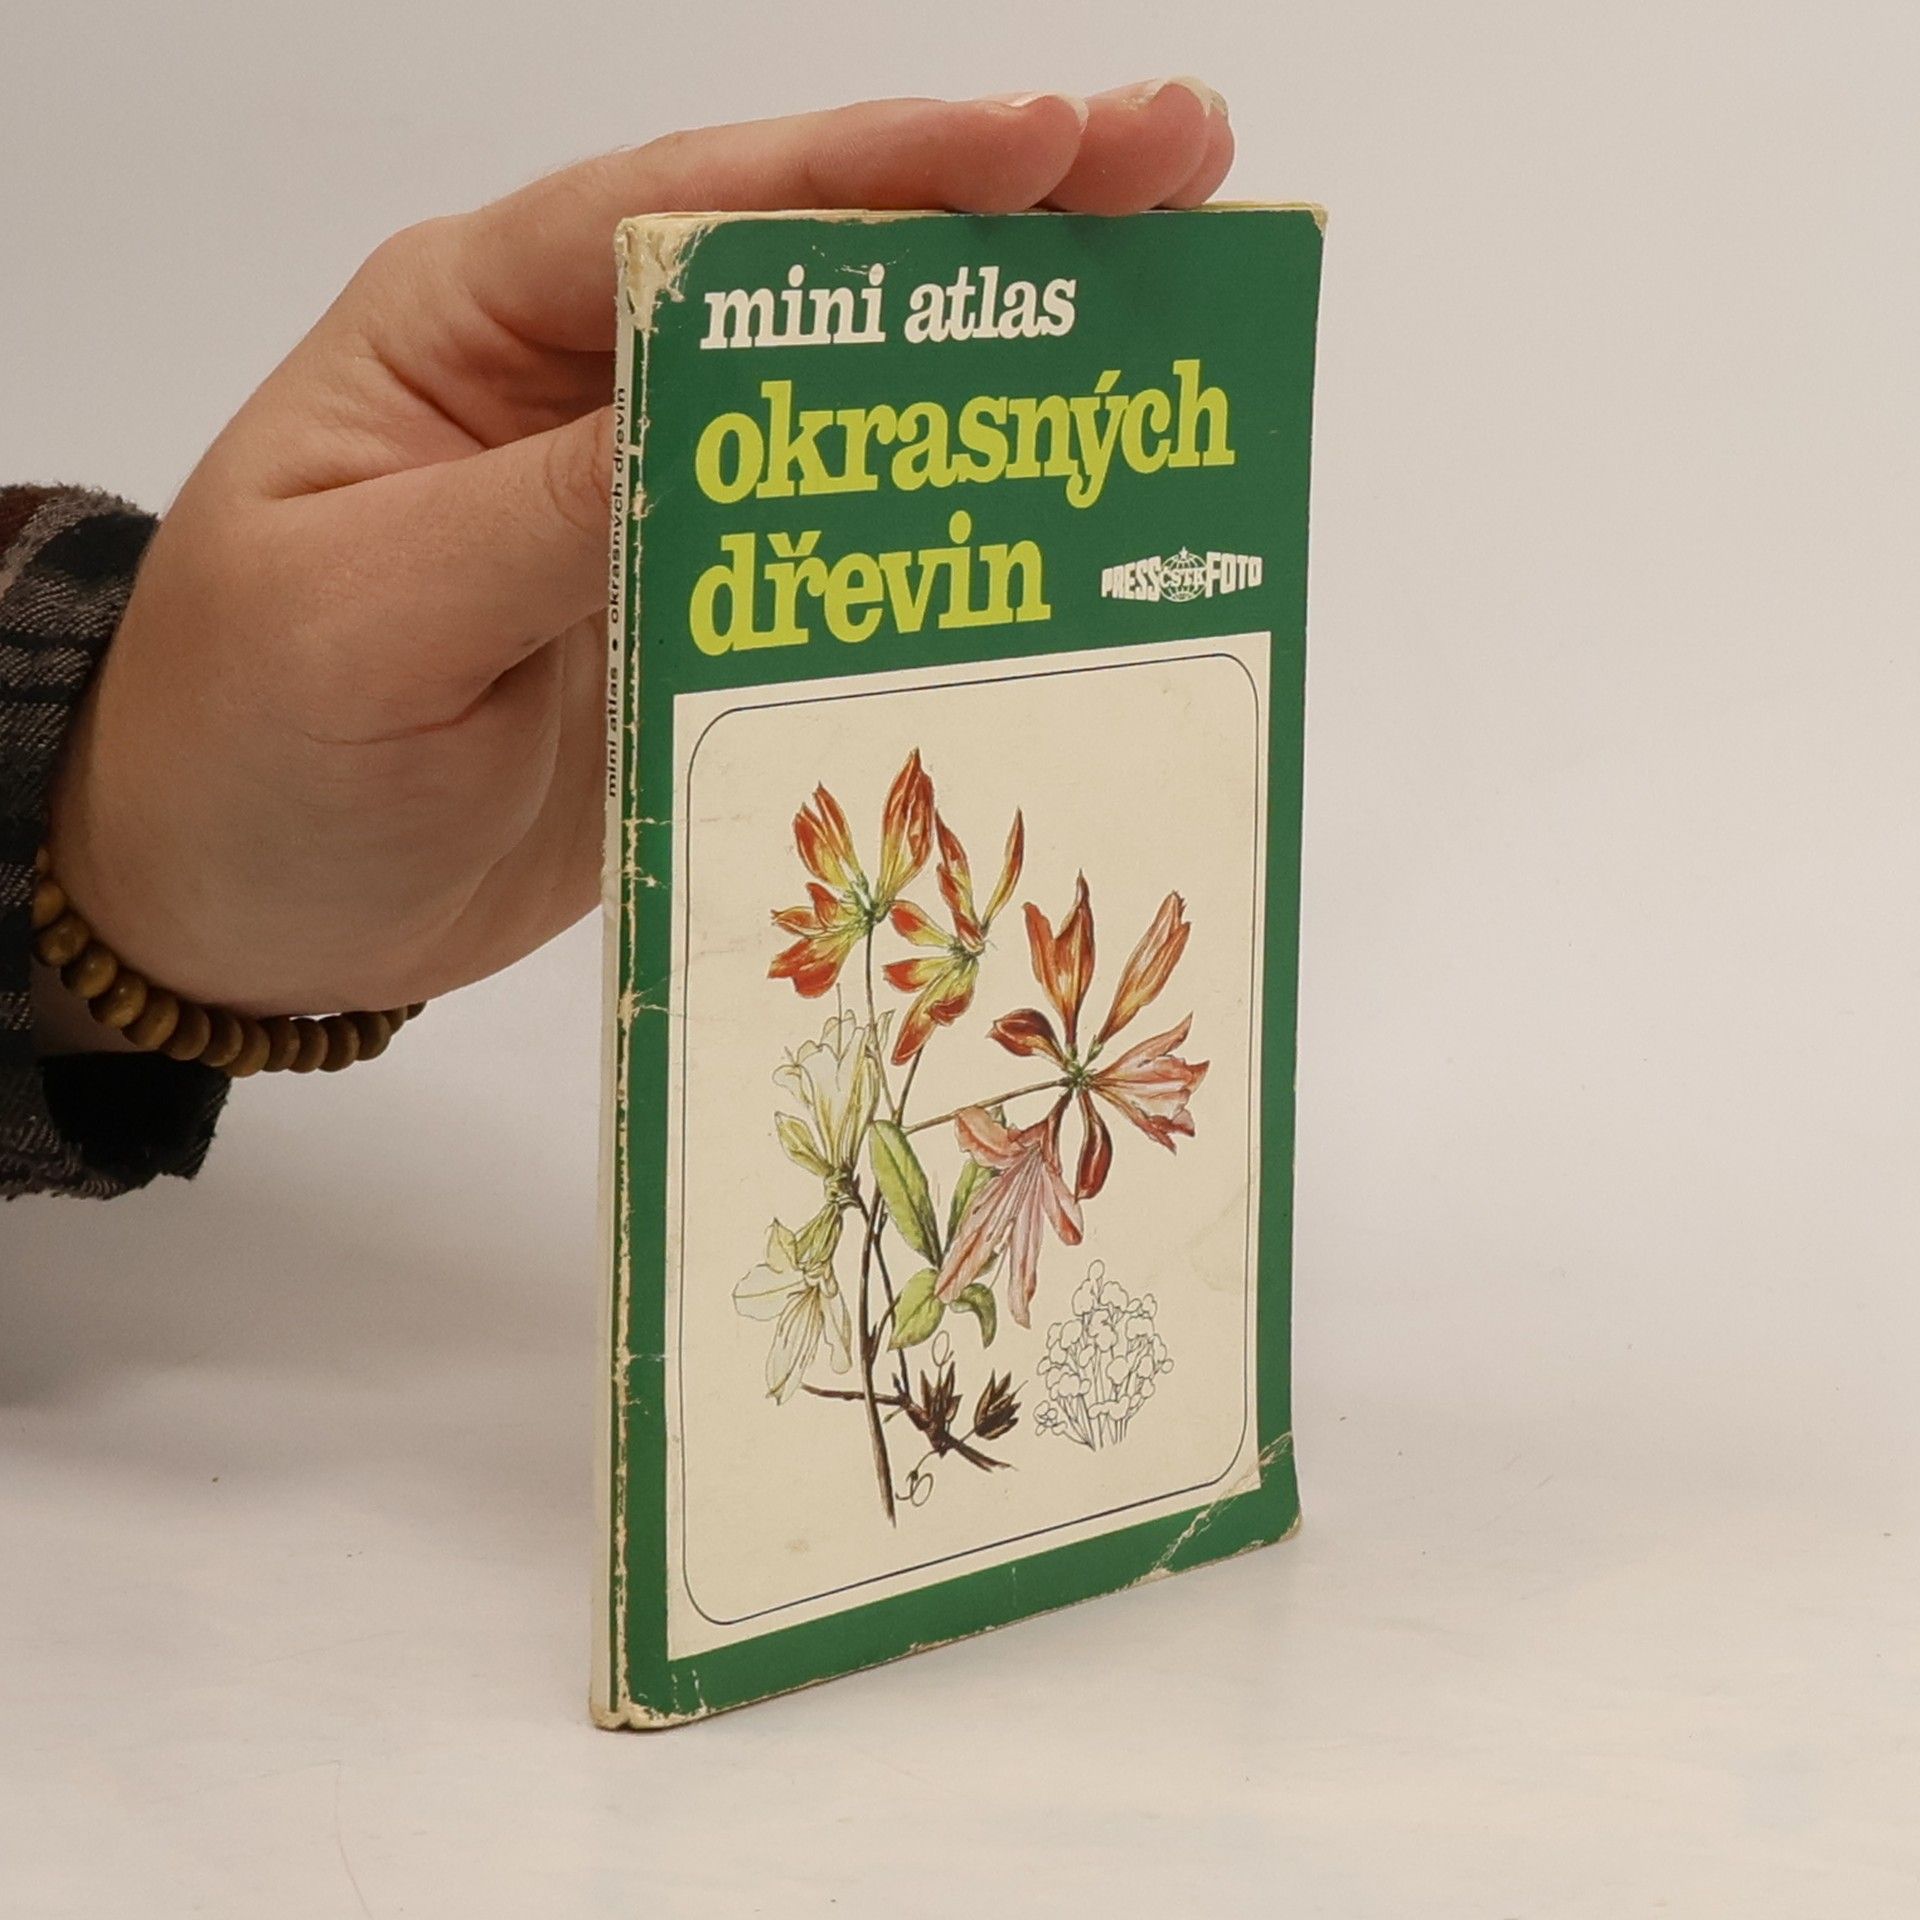 mini atlas
okrasných
dřevin
PRESS ČSTK FOTO
mini atlas • okrasných dřevin